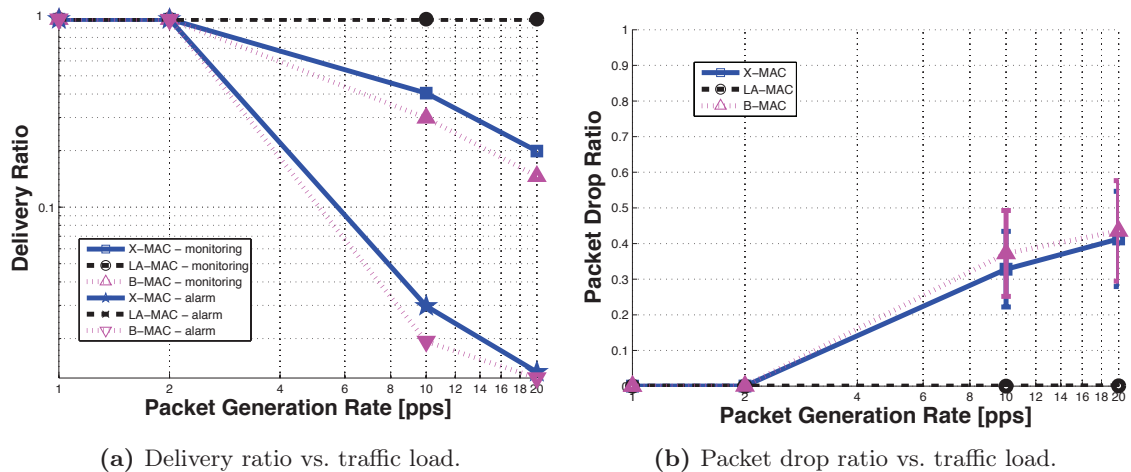 1
0.1
Delivery Ratio
X-MAC – monitoring
LA-MAC – monitoring
B-MAC – monitoring
X-MAC – alarm
LA-MAC – alarm
B-MAC – alarm
1 2 4 6 8 10 12 14 16 18 20
Packet Generation Rate [pps]
(a) Delivery ratio vs. traffic load.
1
0.9
0.8
0.7
0.6
0.5
0.4
0.3
0.2
0.1
0
Packet Drop Ratio
X-MAC
LA-MAC
B-MAC
1 2 4 6 8 10 12 14 16 18 20
Packet Generation Rate [pps]
(b) Packet drop ratio vs. traffic load.